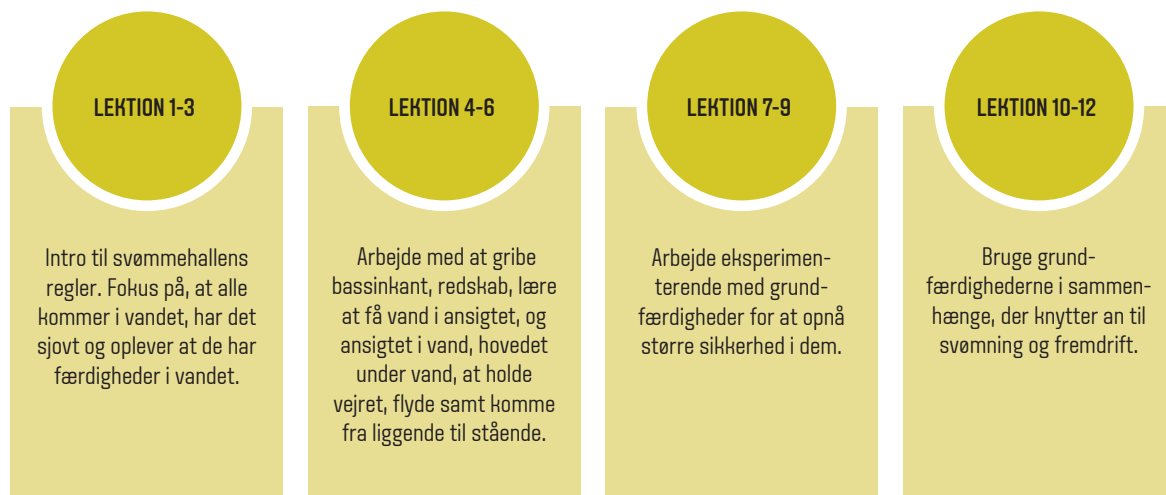 LEKTION 1-3
Intro til svømmehallens
regler. Fokus på, at alle
kommer i vandet, har det
sjovt og oplever at de har
færdigheder i vandet.
LEKTION 4-6
Arbejde med at gribe
bassinkant, redskab, lære
at få vand i ansigtet, og
ansigtet i vand, hovedet
under vand, at holde
vejret, flyde samt komme
fra liggende til stående.
LEKTION 7-9
Arbejde eksperimen-
terende med grund-
færdigheder for at opnå
større sikkerhed i dem.
LEKTION 10-12
Bruge grund-
færdighederne i sammen-
hænge, der knytter an til
svømning og fremdrift.